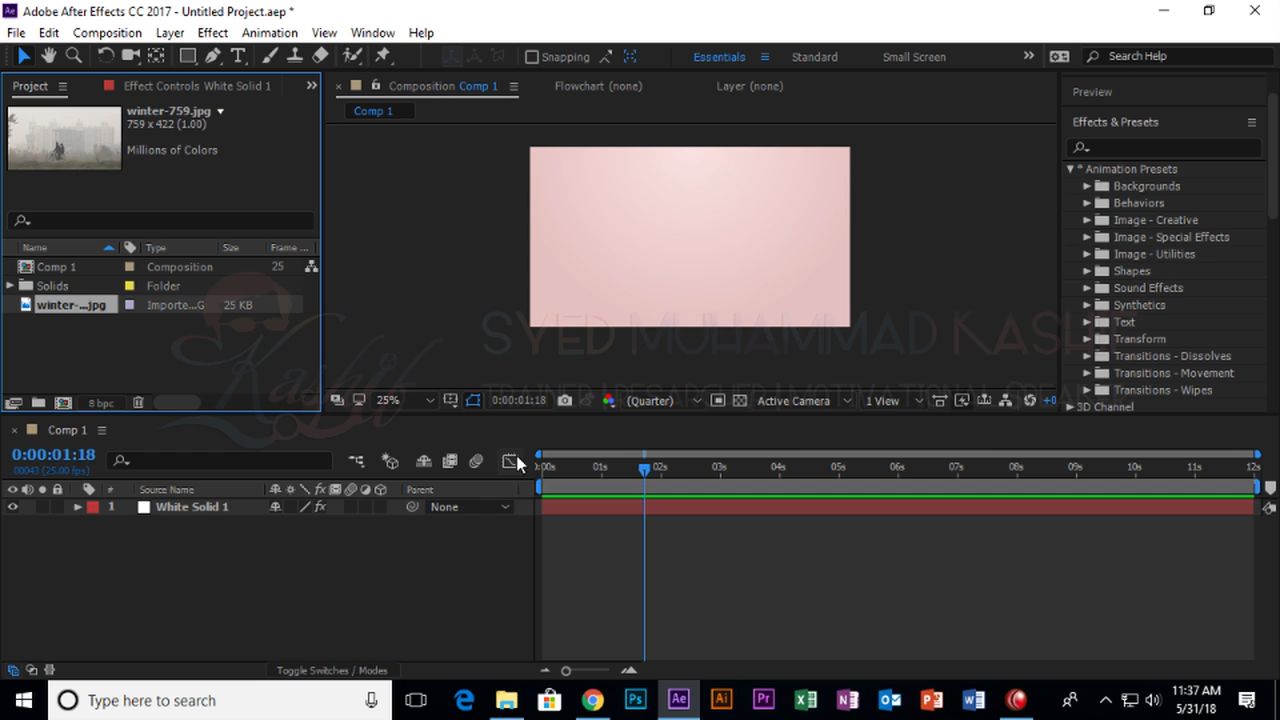 Adobe After Effects CC 2017 - Untitled Project.aep *
File Edit Composition Layer Effect Animation View Window Help
Snapping Essentials Standard Small Screen Search Help
Project Effect Controls White Solid 1
winter-759.jpg
759 x 422 (1.00)
Millions of Colors
Name Type Size Frame ...
Comp 1 Composition 25
Solids Folder
winter-...jpg Importe...G 25 KB
Kashif
8 bpc
Composition Comp 1 Flowchart (none) Layer (none)
Comp 1
SYED MUHAMMAD
25% 0:00:01:18 (Quarter) Active Camera 1 View +0
Preview
Effects & Presets
* Animation Presets
Backgrounds
Behaviors
Image - Creative
Image - Special Effects
Image - Utilities
Shapes
Sound Effects
Synthetics
Text
Transform
Transitions - Dissolves
Transitions - Movement
Transitions - Wipes
3D Channel
Comp 1
0:00:01:18
00043 (25.00 fps)
:00s 01s 02s 03s 04s 05s 06s 07s 08s 09s 10s 11s 12s
# Source Name fx Parent
1 White Solid 1 fx None
Toggle Switches / Modes
Type here to search
Ps Ae Ai Pr
11:37 AM
5/31/18